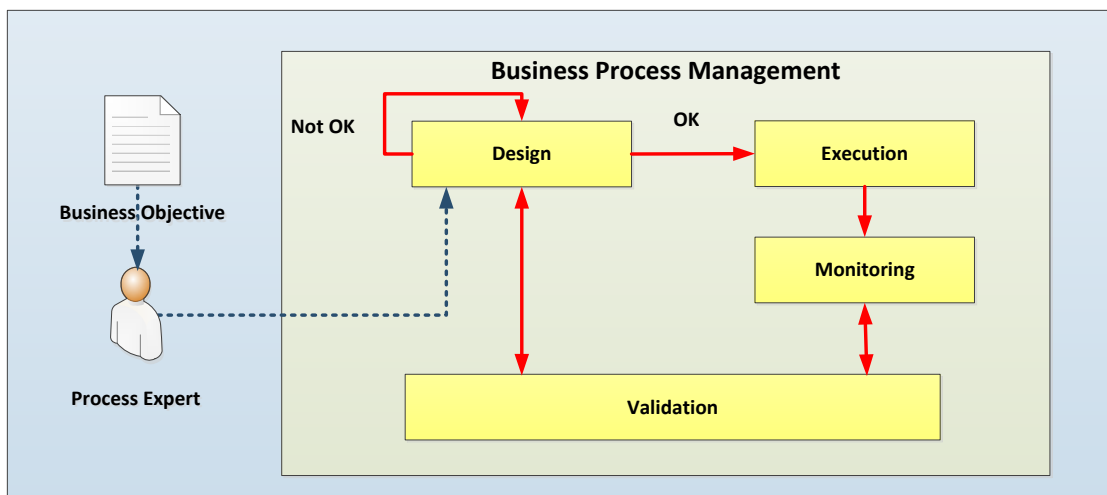 Business Process Management
Not OK
OK
Design
Execution
Business Objective
Monitoring
Process Expert
Validation